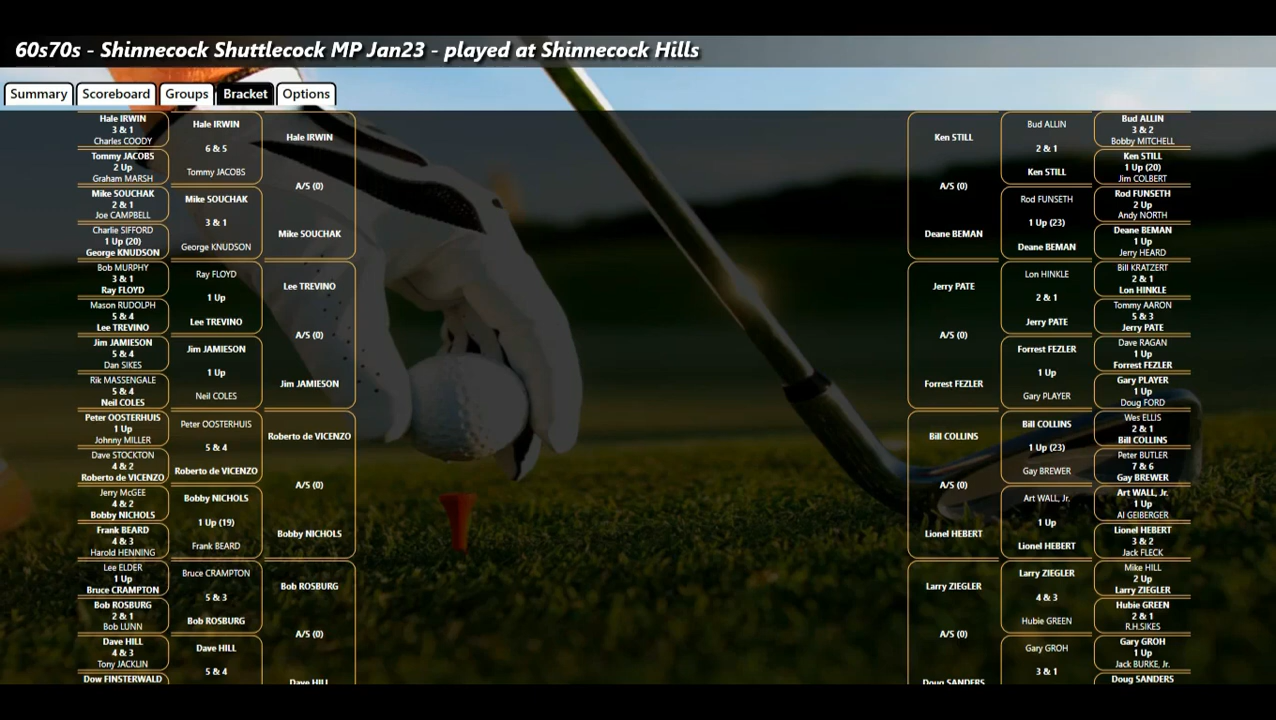 60s70s - Shinnecock Shuttlecock MP Jan23 - played at Shinnecock Hills
Summary
Scoreboard
Groups
Bracket
Options
Hale IRWIN
3 & 1
Charles COODY
Tommy JACOBS
2 Up
Graham MARSH
Mike SOUCHAK
2 & 1
Joe CAMPBELL
Charlie SIFFORD
1 Up (20)
George KNUDSON
Bob MURPHY
3 & 1
Ray FLOYD
Mason RUDOLPH
5 & 4
Lee TREVINO
Jim JAMIESON
5 & 4
Dan SIKES
Rik MASSENGALE
5 & 4
Neil COLES
Peter OOSTERHUIS
1 Up
Johnny MILLER
Dave STOCKTON
4 & 2
Roberto de VICENZO
Jerry McGEE
4 & 2
Bobby NICHOLS
Frank BEARD
4 & 3
Harold HENNING
Lee ELDER
1 Up
Bruce CRAMPTON
Bob ROSBURG
2 & 1
Bob LUNN
Dave HILL
4 & 3
Tony JACKLIN
Dow FINSTERWALD
Hale IRWIN
6 & 5
Tommy JACOBS
Mike SOUCHAK
3 & 1
George KNUDSON
Ray FLOYD
1 Up
Lee TREVINO
Jim JAMIESON
1 Up
Neil COLES
Peter OOSTERHUIS
5 & 4
Roberto de VICENZO
Bobby NICHOLS
1 Up (19)
Frank BEARD
Bruce CRAMPTON
5 & 3
Bob ROSBURG
Dave HILL
5 & 4
Hale IRWIN
A/S (0)
Mike SOUCHAK
Lee TREVINO
A/S (0)
Jim JAMIESON
Roberto de VICENZO
A/S (0)
Bobby NICHOLS
Bob ROSBURG
A/S (0)
Dave HILL
Ken STILL
A/S (0)
Deane BEMAN
Jerry PATE
A/S (0)
Forrest FEZLER
Bill COLLINS
A/S (0)
Lionel HEBERT
Larry ZIEGLER
A/S (0)
Doug SANDERS
Bud ALLIN
2 & 1
Ken STILL
Rod FUNSETH
1 Up (23)
Deane BEMAN
Lon HINKLE
2 & 1
Jerry PATE
Forrest FEZLER
1 Up
Gary PLAYER
Bill COLLINS
1 Up (23)
Gay BREWER
Art WALL, Jr.
1 Up
Lionel HEBERT
Larry ZIEGLER
4 & 3
Hubie GREEN
Gary GROH
3 & 1
Bud ALLIN
3 & 2
Bobby MITCHELL
Ken STILL
1 Up (20)
Jim COLBERT
Rod FUNSETH
2 Up
Andy NORTH
Deane BEMAN
1 Up
Jerry HEARD
Bill KRATZERT
2 & 1
Lon HINKLE
Tommy AARON
5 & 3
Jerry PATE
Dave RAGAN
1 Up
Forrest FEZLER
Gary PLAYER
1 Up
Doug FORD
Wes ELLIS
2 & 1
Bill COLLINS
Peter BUTLER
7 & 6
Gay BREWER
Art WALL, Jr.
1 Up
Al GEIBERGER
Lionel HEBERT
3 & 2
Jack FLECK
Mike HILL
2 Up
Larry ZIEGLER
Hubie GREEN
2 & 1
R.H.SIKES
Gary GROH
1 Up
Jack BURKE, Jr.
Doug SANDERS